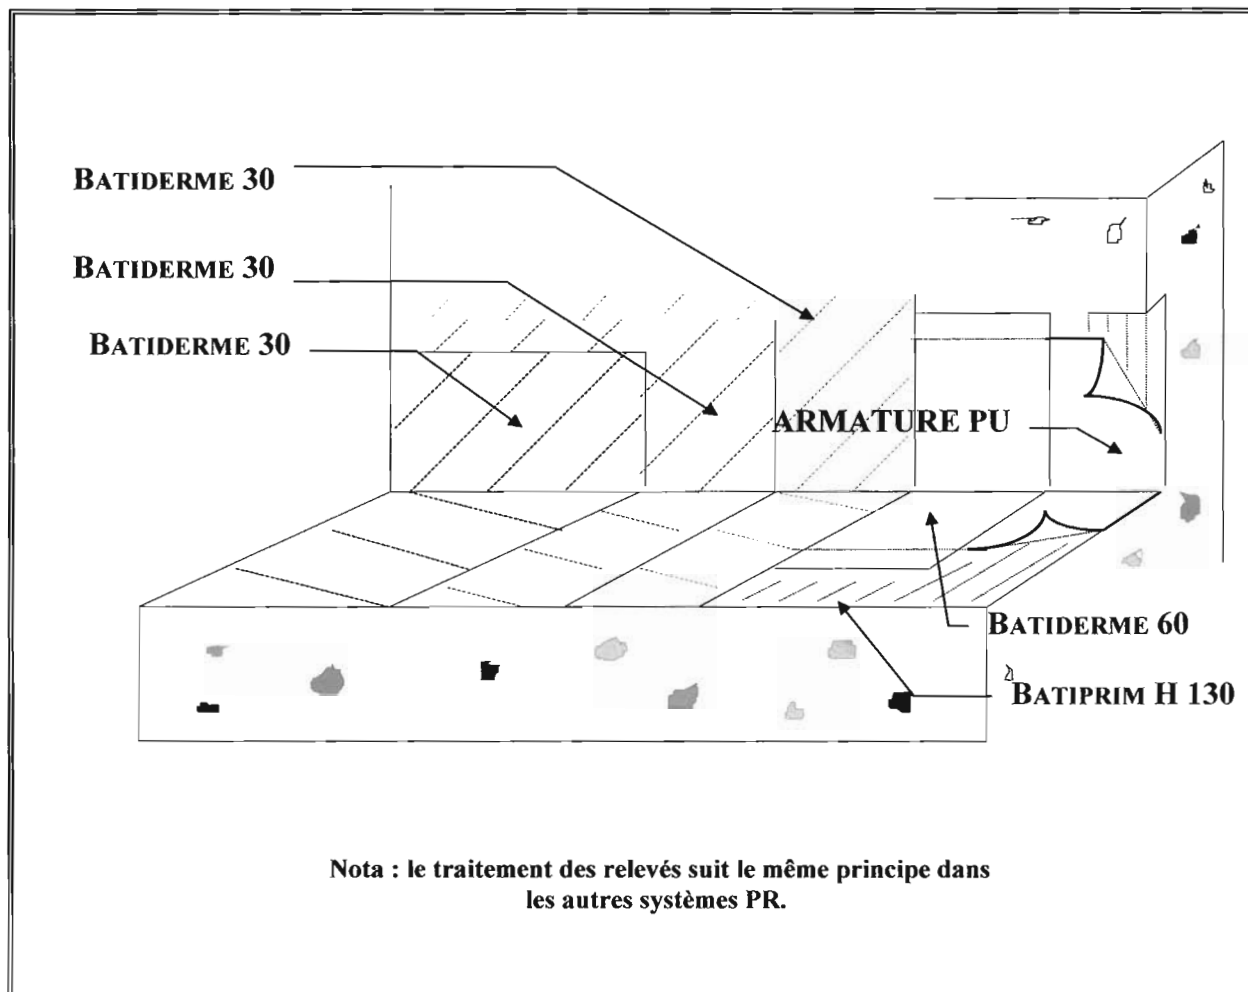 BATIDERME 30
BATIDERME 30
BATIDERME 30
ARMATURE PU
BATIDERME 60
BATIPRIM H 130
Nota : le traitement des relevés suit le même principe dans
les autres systèmes PR.